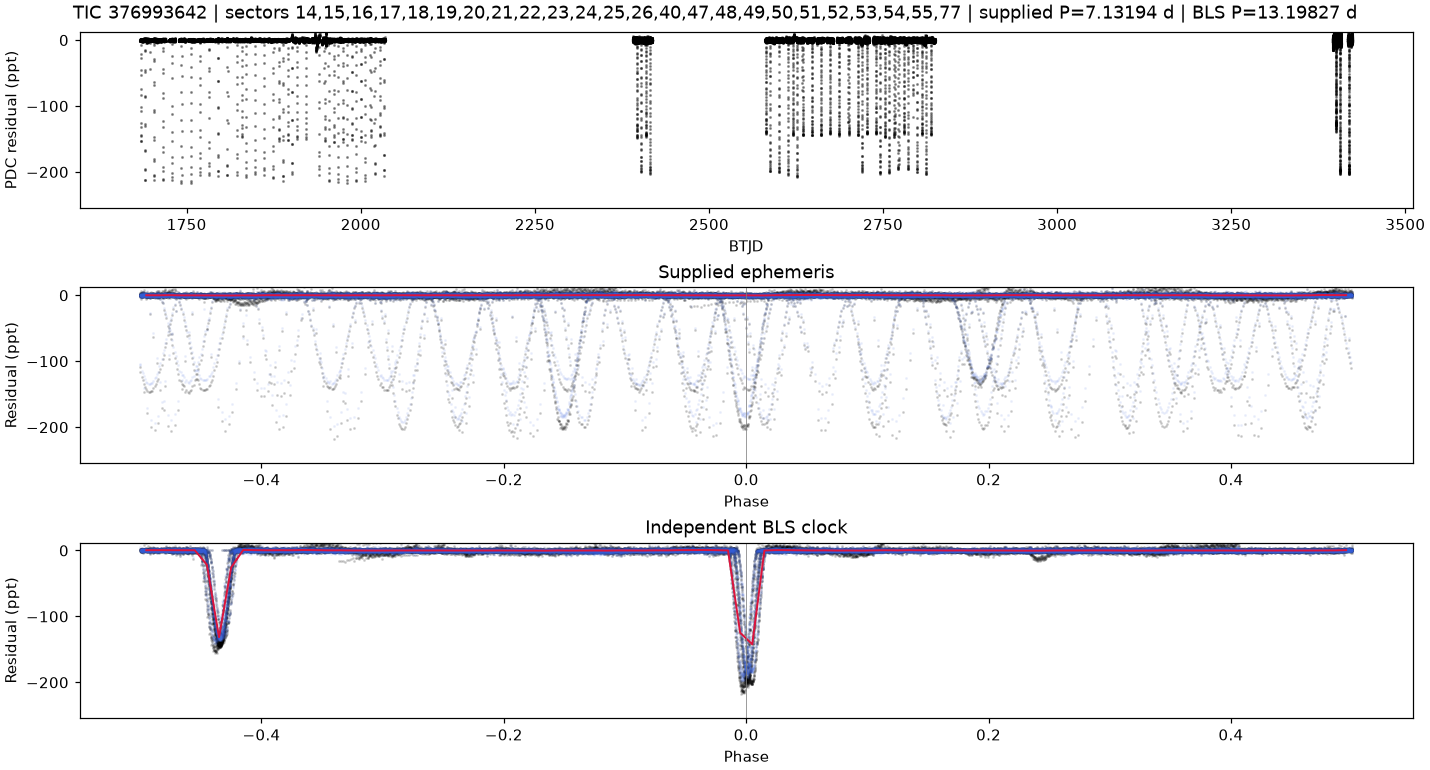 TIC 376993642 | sectors 14,15,16,17,18,19,20,21,22,23,24,25,26,40,47,48,49,50,51,52,53,54,55,77 | supplied P=7.13194 d | BLS P=13.19827 d
0
−100
−200
PDC residual (ppt)
1750 2000 2250 2500 2750 3000 3250 3500
BTJD
Supplied ephemeris
0
−100
−200
Residual (ppt)
−0.4 −0.2 0.0 0.2 0.4
Phase
Independent BLS clock
0
−100
−200
Residual (ppt)
−0.4 −0.2 0.0 0.2 0.4
Phase